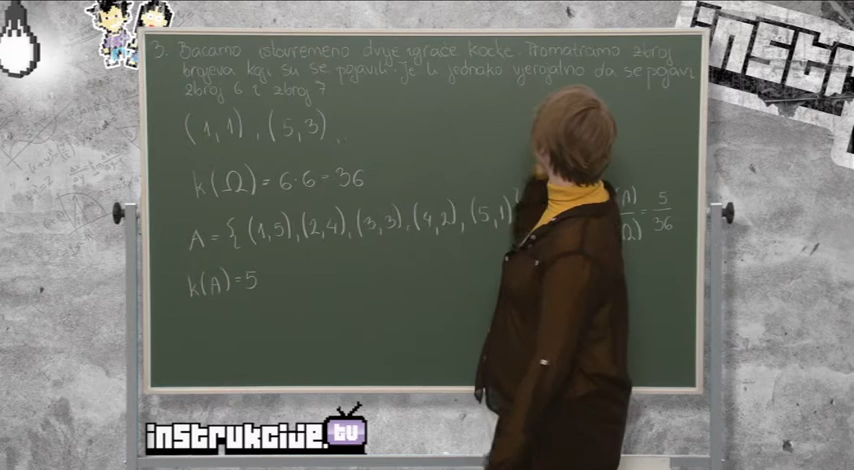 3. Bacamo istovremeno dvije igraće kocke. Promatramo zbroj
brojeva koji su se pojavili. Je li jednako vjerojatno da se pojavi
zbroj 6 i zbroj 7
(1,1), (5,3)..
k(Ω) = 6·6 = 36
A = { (1,5), (2,4), (3,3), (4,2), (5,1) (A) (Ω) = 5/36
k(A) = 5
instrukcije.tv